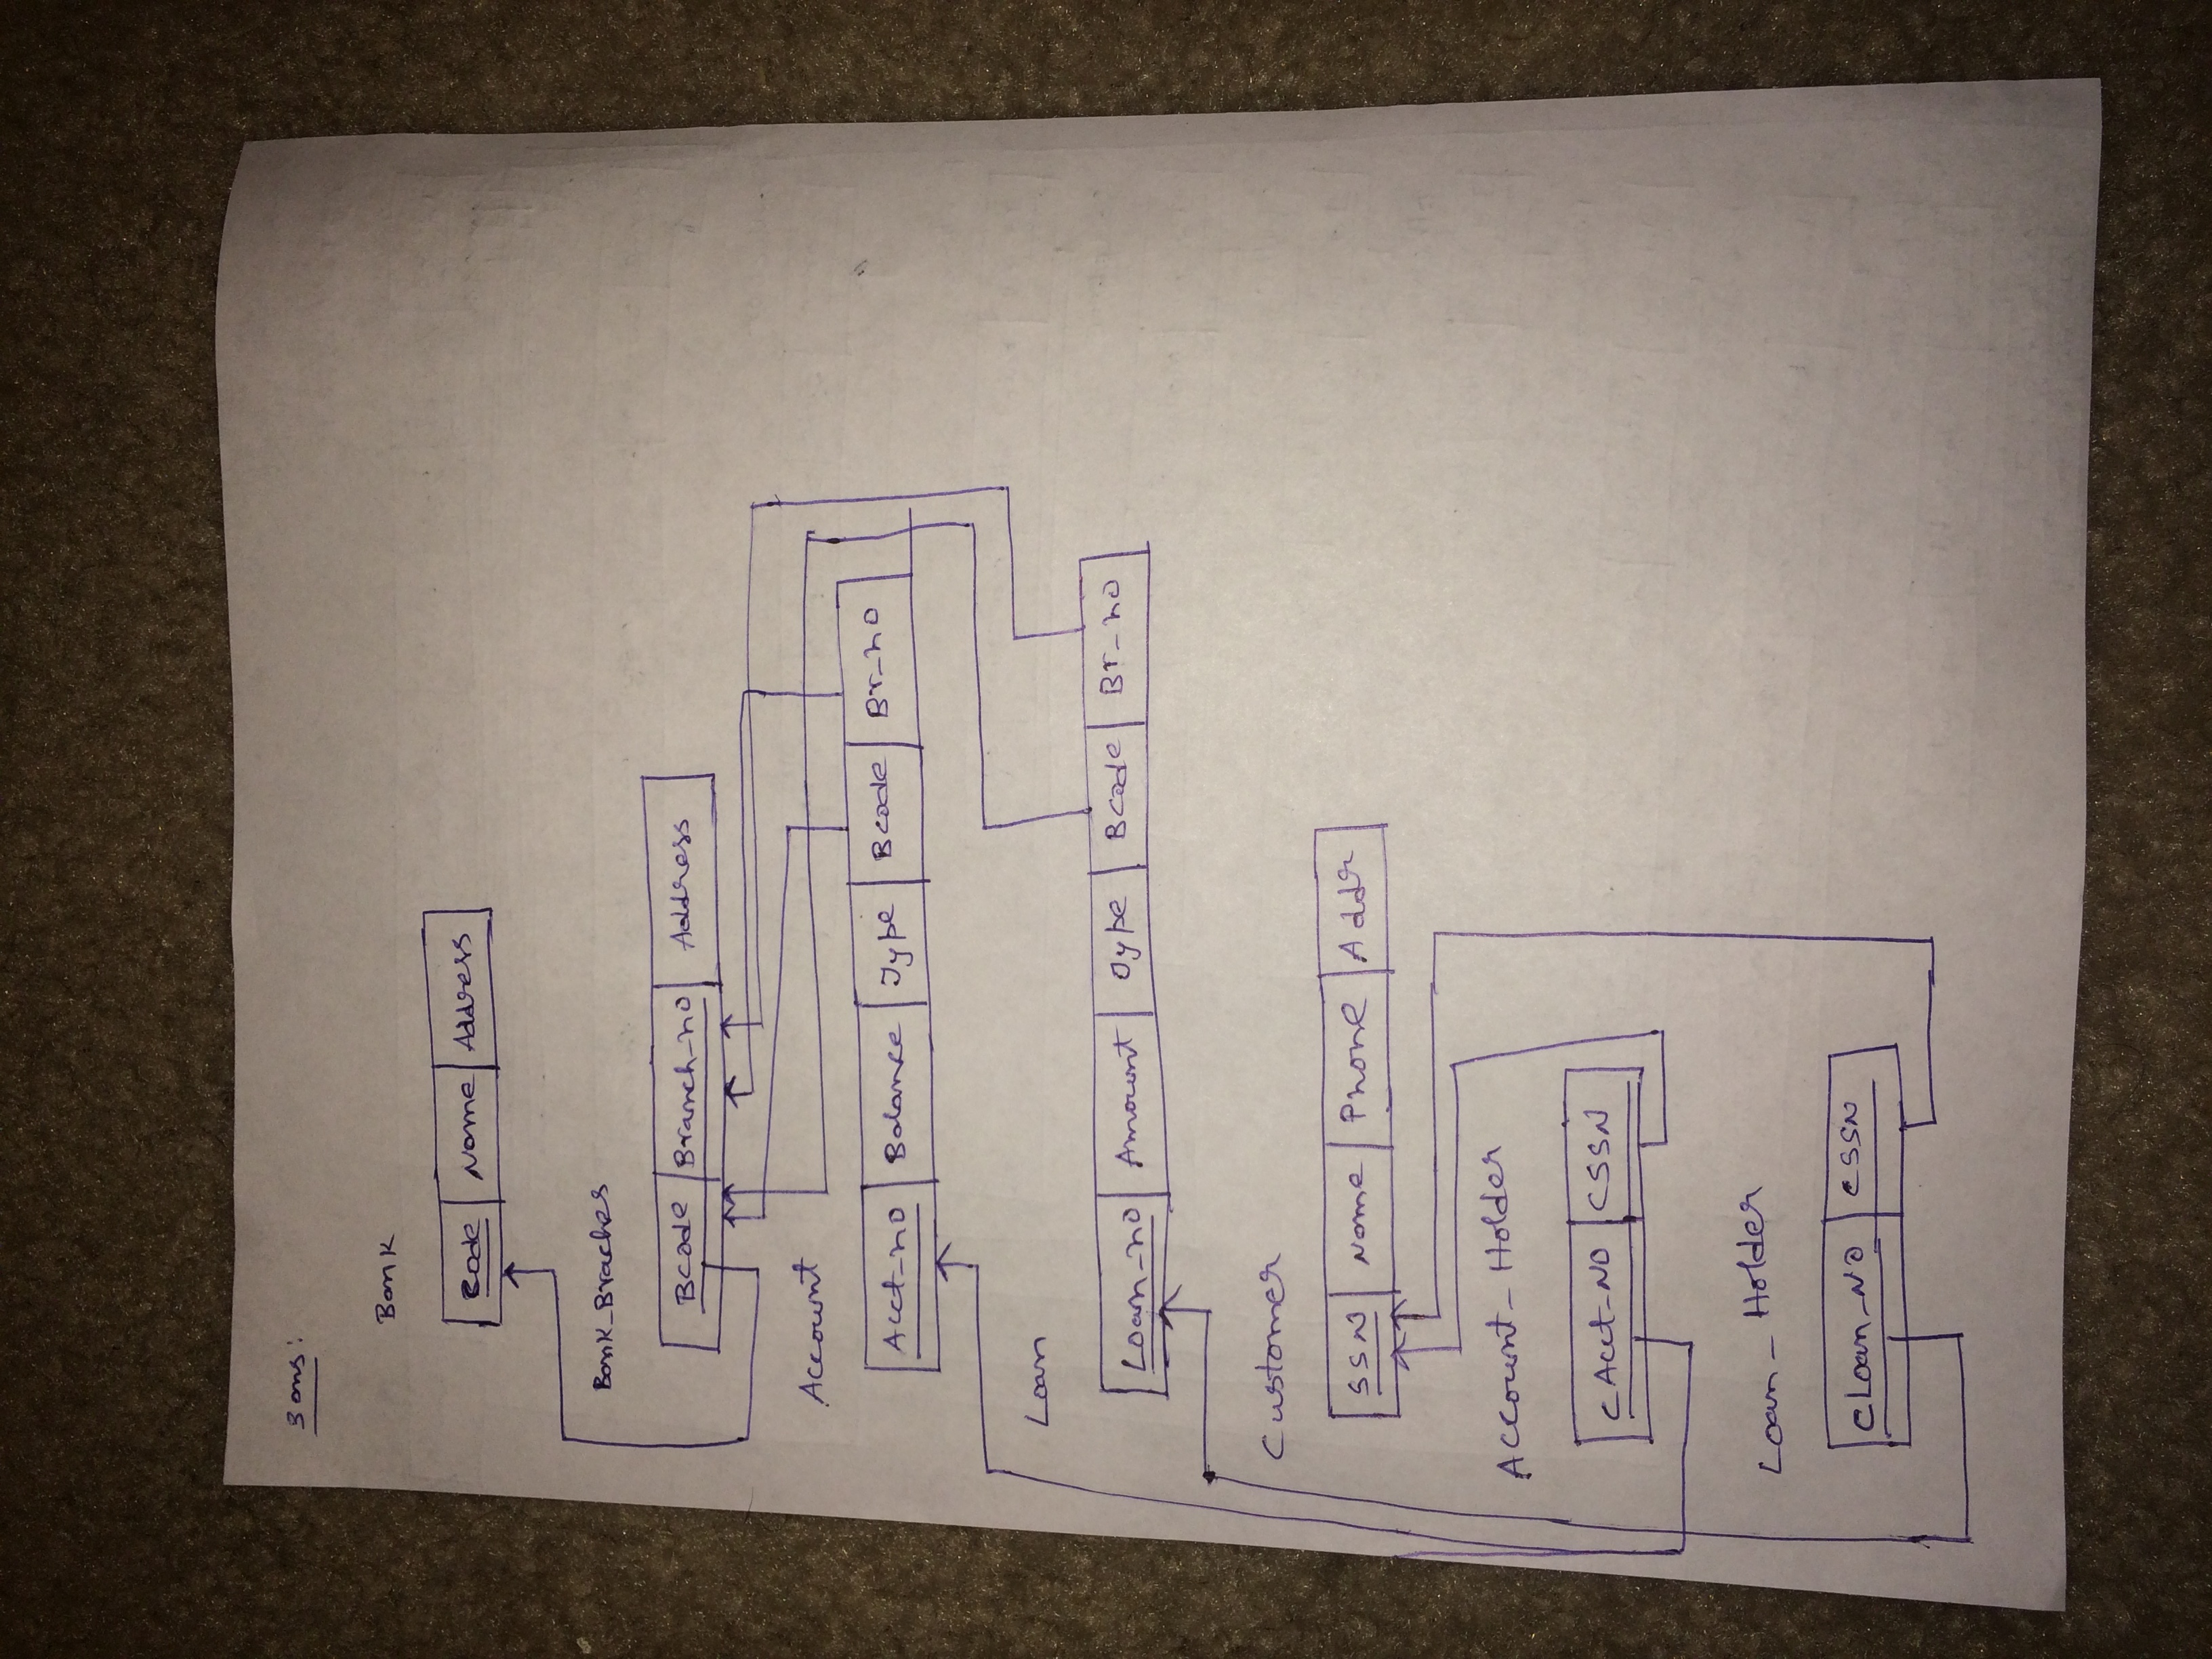 3 ans:
Bank
Code Name Address
Bank_Braches
Bcode Branch_no Address
Account
Acct_no Balance Type Bcode Br_no
Loan
Loan_no Amount Type Bcode Br_no
Customer
SSN Name Phone Addr
Account_Holder
CAcct_NO CSSN
Loan_Holder
CLoan_NO CSSN